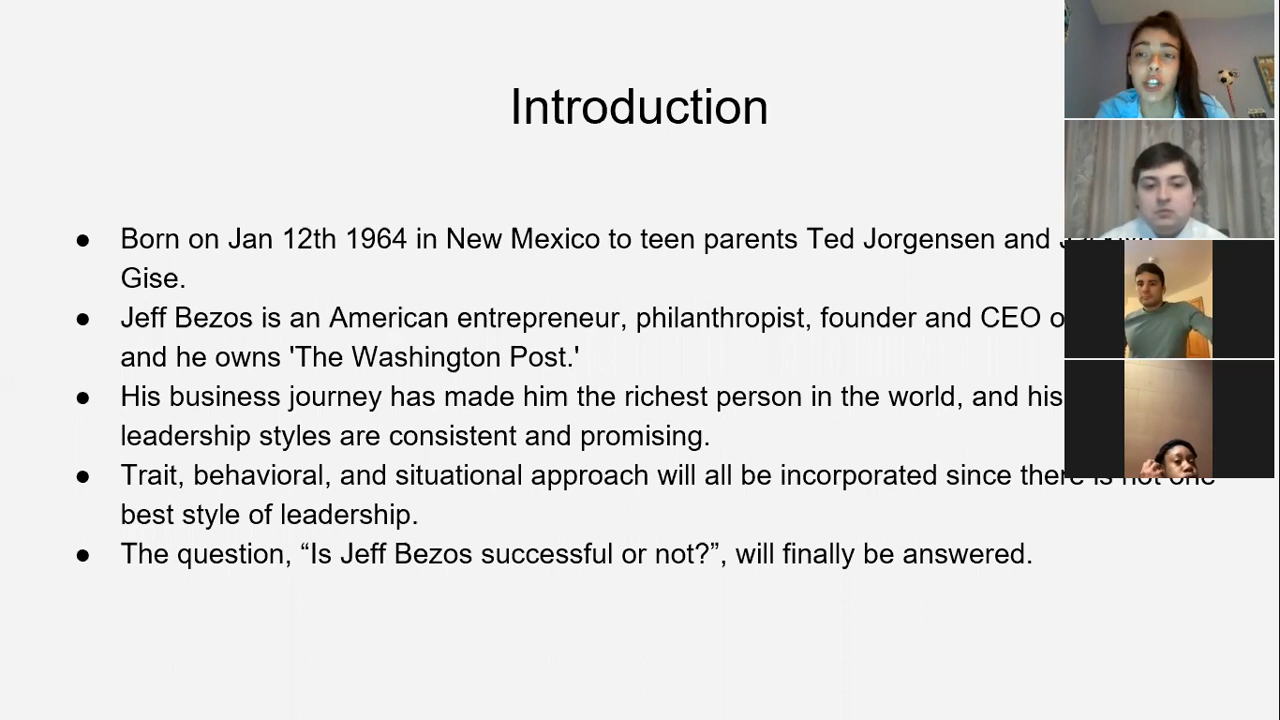 Introduction
● Born on Jan 12th 1964 in New Mexico to teen parents Ted Jorgensen and
Gise.
● Jeff Bezos is an American entrepreneur, philanthropist, founder and CEO
and he owns 'The Washington Post.'
● His business journey has made him the richest person in the world, and his
leadership styles are consistent and promising.
● Trait, behavioral, and situational approach will all be incorporated since there is not one
best style of leadership.
● The question, “Is Jeff Bezos successful or not?”, will finally be answered.